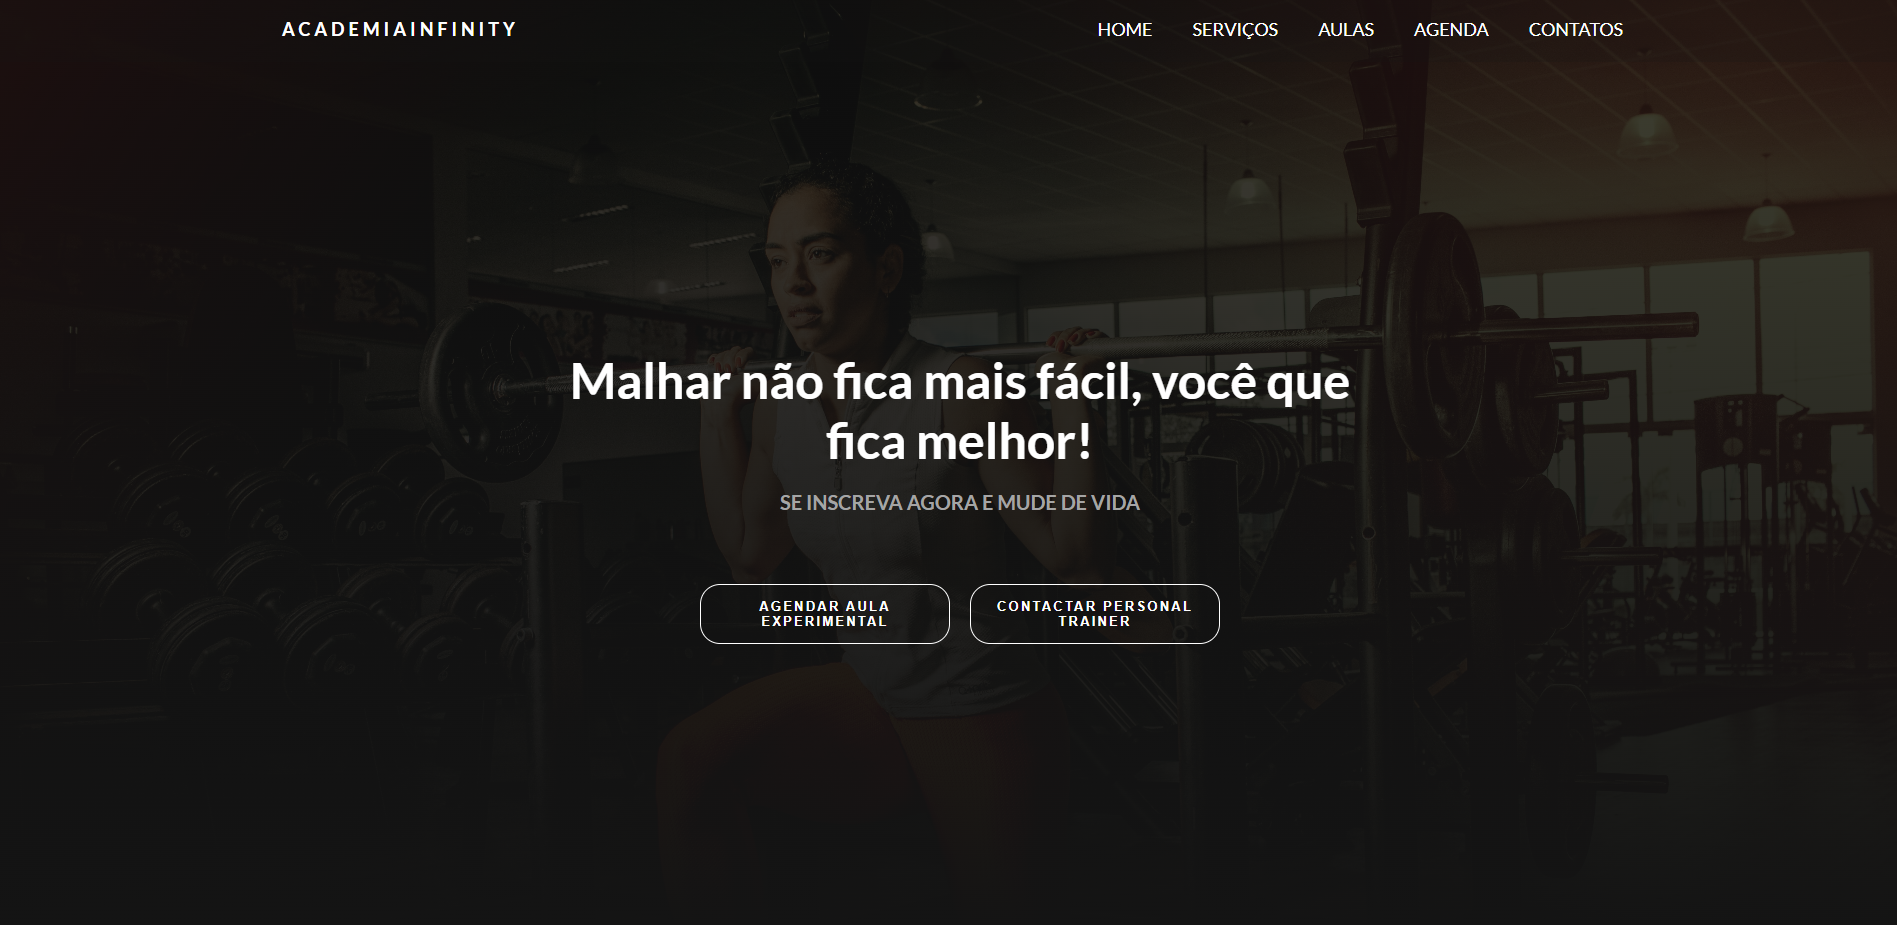 ACADEMIAINFINITY
HOME SERVIÇOS AULAS AGENDA CONTATOS
Malhar não fica mais fácil, você que
fica melhor!
SE INSCREVA AGORA E MUDE DE VIDA
AGENDAR AULA
EXPERIMENTAL
CONTACTAR PERSONAL
TRAINER